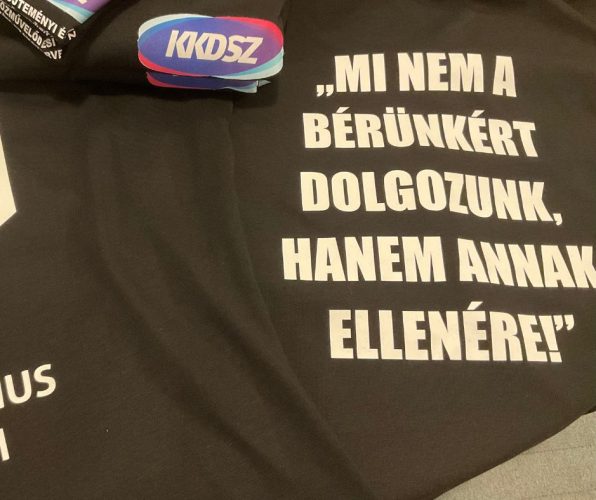 KKDSZ
„MI NEM A
BÉRÜNKÉRT
DOLGOZUNK,
HANEM ANNAK
ELLENÉRE!”